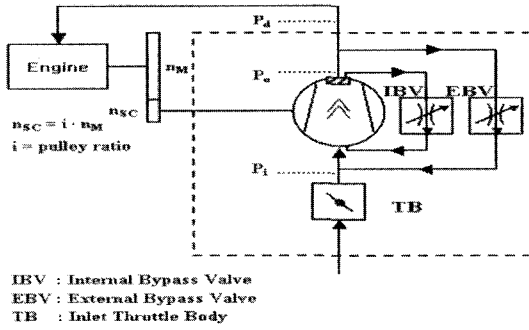 P_d
Engine
n_M
P_e
IBV EBV
n_SC
n_SC = i · n_M
i = pulley ratio
P_i
TB
IBV : Internal Bypass Valve
EBV : External Bypass Valve
TB : Inlet Throttle Body